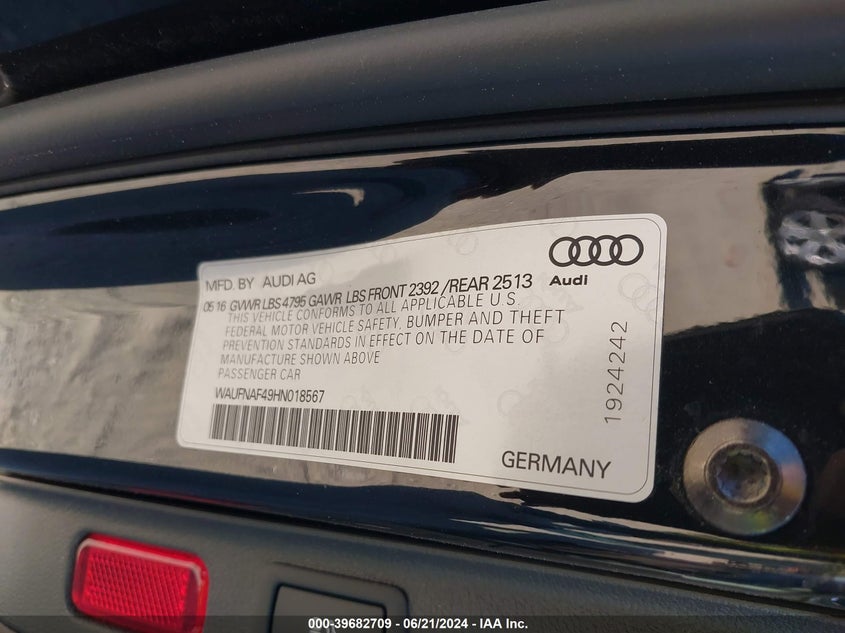 MFD. BY AUDI AG
Audi
05 16 GVWR LBS 4795 GAWR LBS FRONT 2392 /REAR 2513
THIS VEHICLE CONFORMS TO ALL APPLICABLE U.S.
FEDERAL MOTOR VEHICLE SAFETY, BUMPER AND THEFT
PREVENTION STANDARDS IN EFFECT ON THE DATE OF
MANUFACTURE SHOWN ABOVE
PASSENGER CAR
WAUFNAF49HN018567
1924242
GERMANY
000-39682709 / 06/21/2024 - IAA Inc.